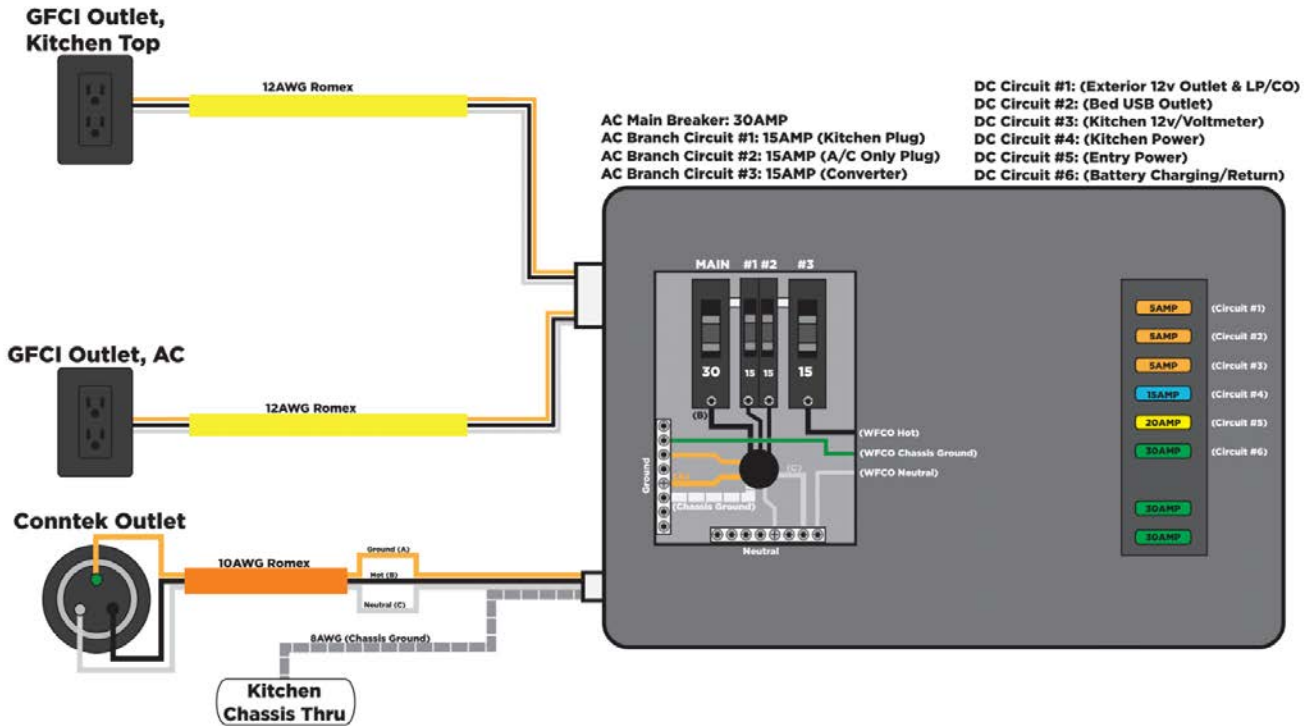 GFCI Outlet,
Kitchen Top
12AWG Romex
AC Main Breaker: 30AMP
AC Branch Circuit #1: 15AMP (Kitchen Plug)
AC Branch Circuit #2: 15AMP (A/C Only Plug)
AC Branch Circuit #3: 15AMP (Converter)
DC Circuit #1: (Exterior 12v Outlet & LP/CO)
DC Circuit #2: (Bed USB Outlet)
DC Circuit #3: (Kitchen 12v/Voltmeter)
DC Circuit #4: (Kitchen Power)
DC Circuit #5: (Entry Power)
DC Circuit #6: (Battery Charging/Return)
MAIN #1 #2 #3
30 15 15 15
(B)
(WFCO Hot)
(WFCO Chassis Ground)
(WFCO Neutral)
Ground
(A)
(C)
(Chassis Ground)
Neutral
5AMP (Circuit #1)
5AMP (Circuit #2)
5AMP (Circuit #3)
15AMP (Circuit #4)
20AMP (Circuit #5)
30AMP (Circuit #6)
30AMP
30AMP
GFCI Outlet, AC
12AWG Romex
Conntek Outlet
10AWG Romex
Ground (A)
Hot (B)
Neutral (C)
8AWG (Chassis Ground)
Kitchen
Chassis Thru